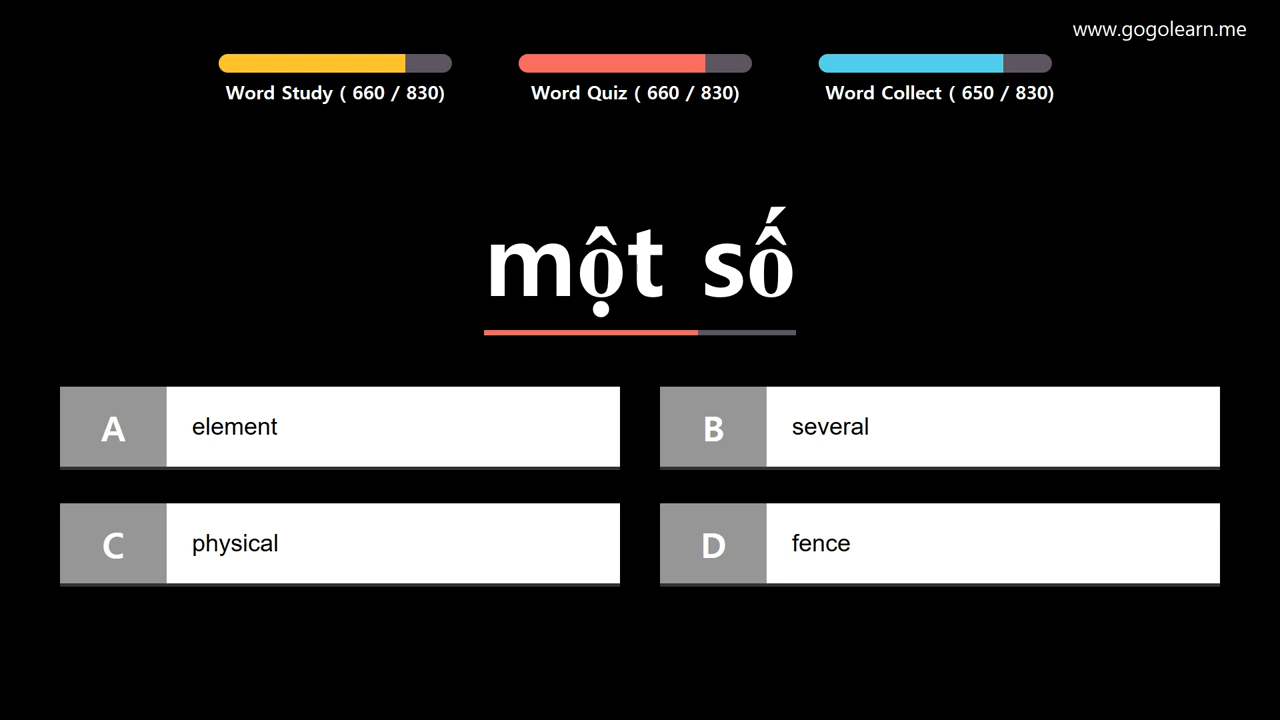 www.gogolearn.me
Word Study ( 660 / 830)
Word Quiz ( 660 / 830)
Word Collect ( 650 / 830)
một số
A element
B several
C physical
D fence